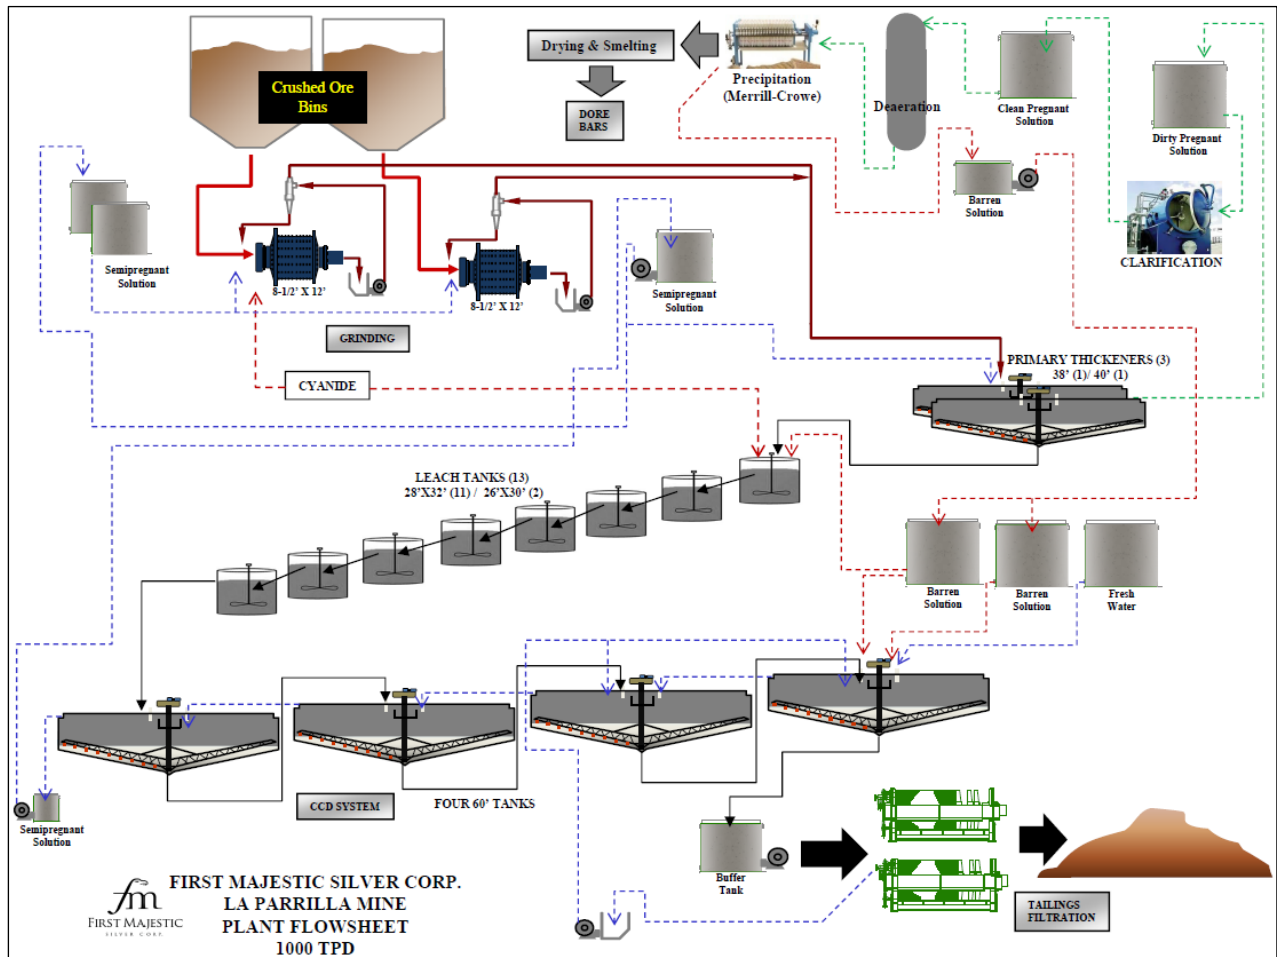 Crushed Ore
Bins
Drying & Smelting
DORE
BARS
Precipitation
(Merrill-Crowe)
Deaeration
Clean Pregnant
Solution
Dirty Pregnant
Solution
Barren
Solution
CLARIFICATION
Semipregnant
Solution
8-1/2' X 12'
8-1/2' X 12'
Semipregnant
Solution
GRINDING
CYANIDE
PRIMARY THICKENERS (3)
38' (1)/ 40' (1)
LEACH TANKS (13)
28'X32' (11) / 26'X30' (2)
Barren
Solution
Barren
Solution
Fresh
Water
CCD SYSTEM
FOUR 60' TANKS
Semipregnant
Solution
Buffer
Tank
TAILINGS
FILTRATION
fm
FIRST MAJESTIC
SILVER CORP.
FIRST MAJESTIC SILVER CORP.
LA PARRILLA MINE
PLANT FLOWSHEET
1000 TPD